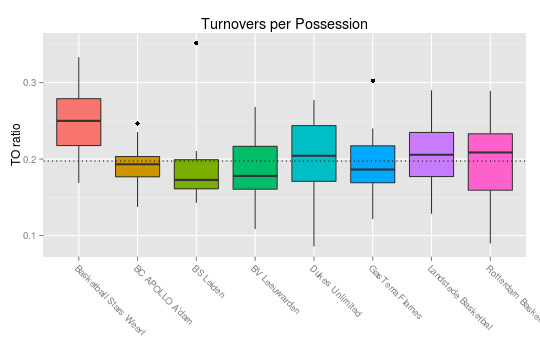 Turnovers per Possession
TO ratio
0.3
0.2
0.1
Basketball Stars Weert
BC APOLLO A'dam
BS Leiden
BV Leeuwarden
Dukes Unlimited
GasTerra Flames
Landstede Basketbal
Rotterdam